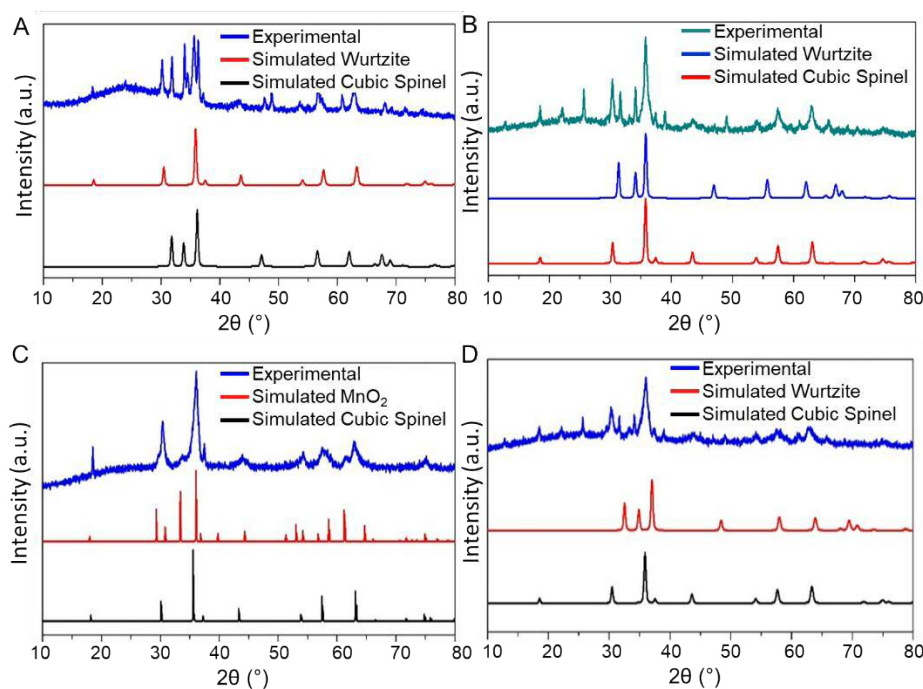 A
Experimental
Simulated Wurtzite
Simulated Cubic Spinel
Intensity (a.u.)
10 20 30 40 50 60 70 80
2θ (°)
B
Experimental
Simulated Wurtzite
Simulated Cubic Spinel
Intensity (a.u.)
10 20 30 40 50 60 70 80
2θ (°)
C
Experimental
Simulated MnO₂
Simulated Cubic Spinel
Intensity (a.u.)
10 20 30 40 50 60 70 80
2θ (°)
D
Experimental
Simulated Wurtzite
Simulated Cubic Spinel
Intensity (a.u.)
10 20 30 40 50 60 70 80
2θ (°)